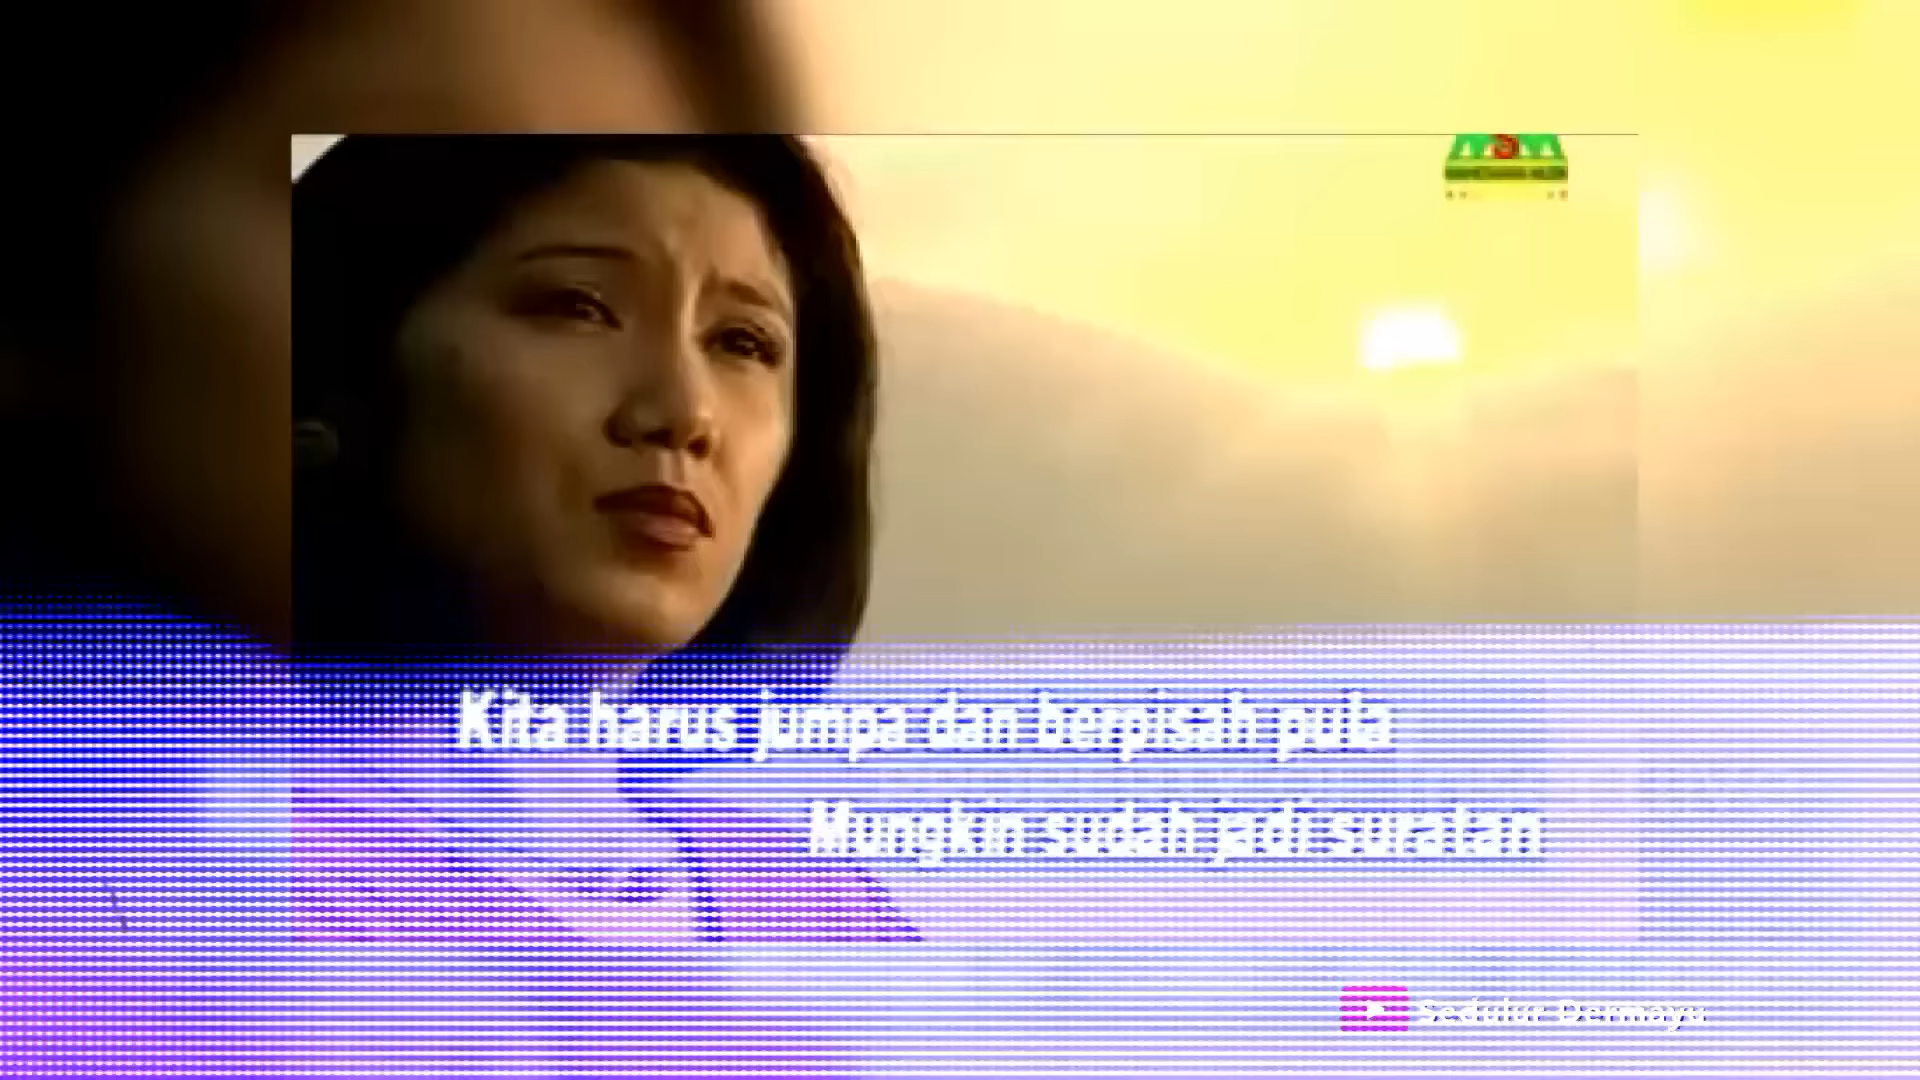 S
Kita harus jumpa dan berpisah pula
Mungkin sudah jadi suratan
Sedulur Dermayu